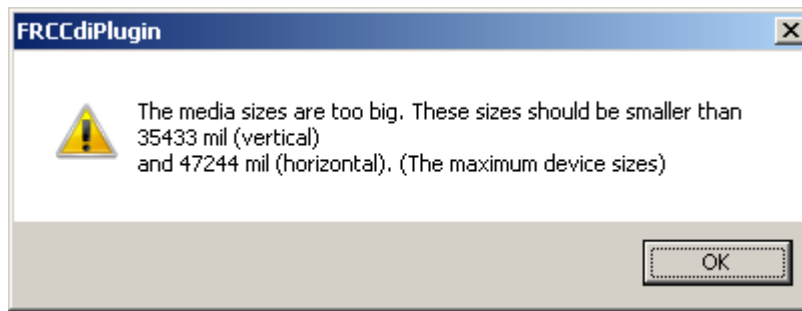 FRCCdiPlugin
The media sizes are too big. These sizes should be smaller than
35433 mil (vertical)
and 47244 mil (horizontal). (The maximum device sizes)
OK